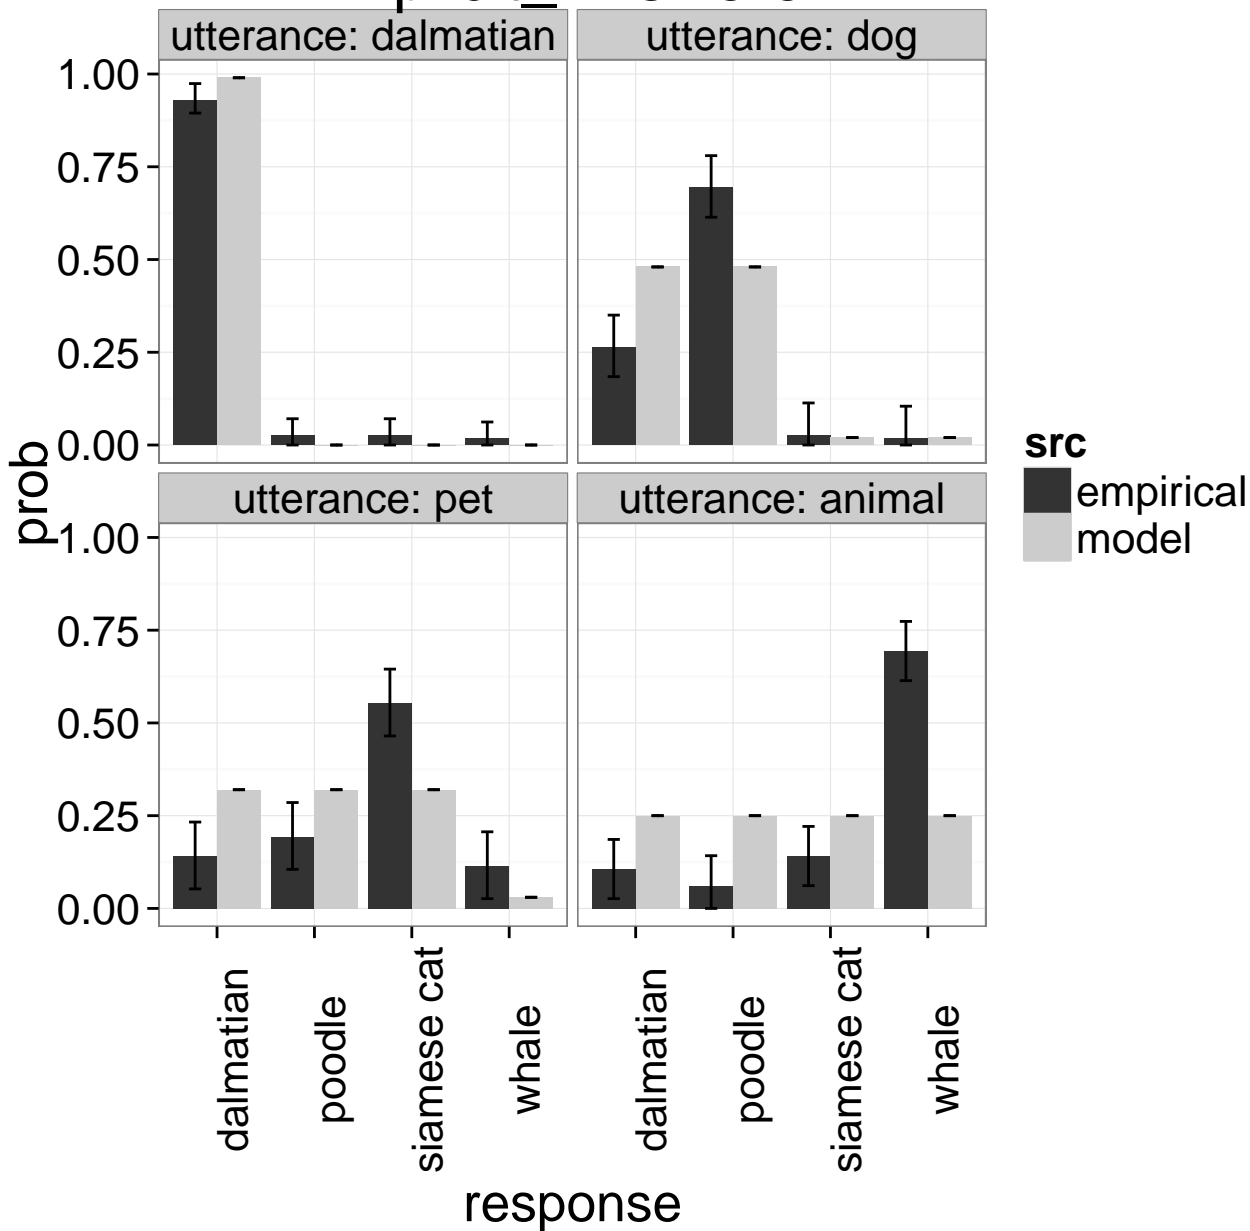 utterance: dalmatian
utterance: dog
1.00
0.75
0.50
0.25
0.00
utterance: pet
utterance: animal
1.00
0.75
0.50
0.25
0.00
prob
dalmatian
poodle
siamese cat
whale
dalmatian
poodle
siamese cat
whale
response
src
empirical
model